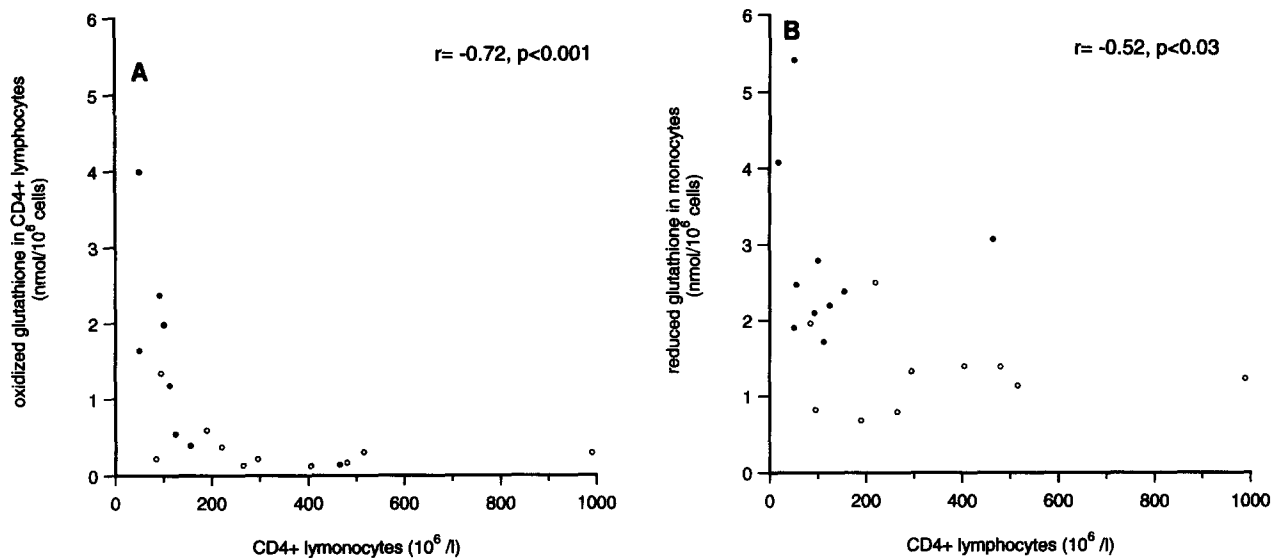 A
r= -0.72, p<0.001
oxidized glutathione in CD4+ lymphocytes
(nmol/10⁶ cells)
6
5
4
3
2
1
0
0 200 400 600 800 1000
CD4+ lymonocytes (10⁶ /l)
B
r= -0.52, p<0.03
reduced glutathione in monocytes
(nmol/10⁶ cells)
6
5
4
3
2
1
0
0 200 400 600 800 1000
CD4+ lymphocytes (10⁶ /l)